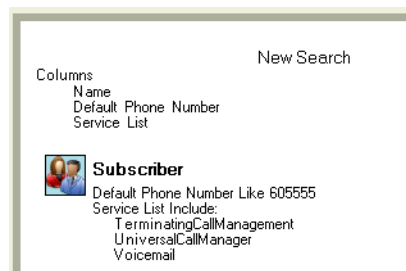 New Search
Columns
Name
Default Phone Number
Service List
Subscriber
Default Phone Number Like 605555
Service List Include:
TerminatingCallManagement
UniversalCallManager
Voicemail